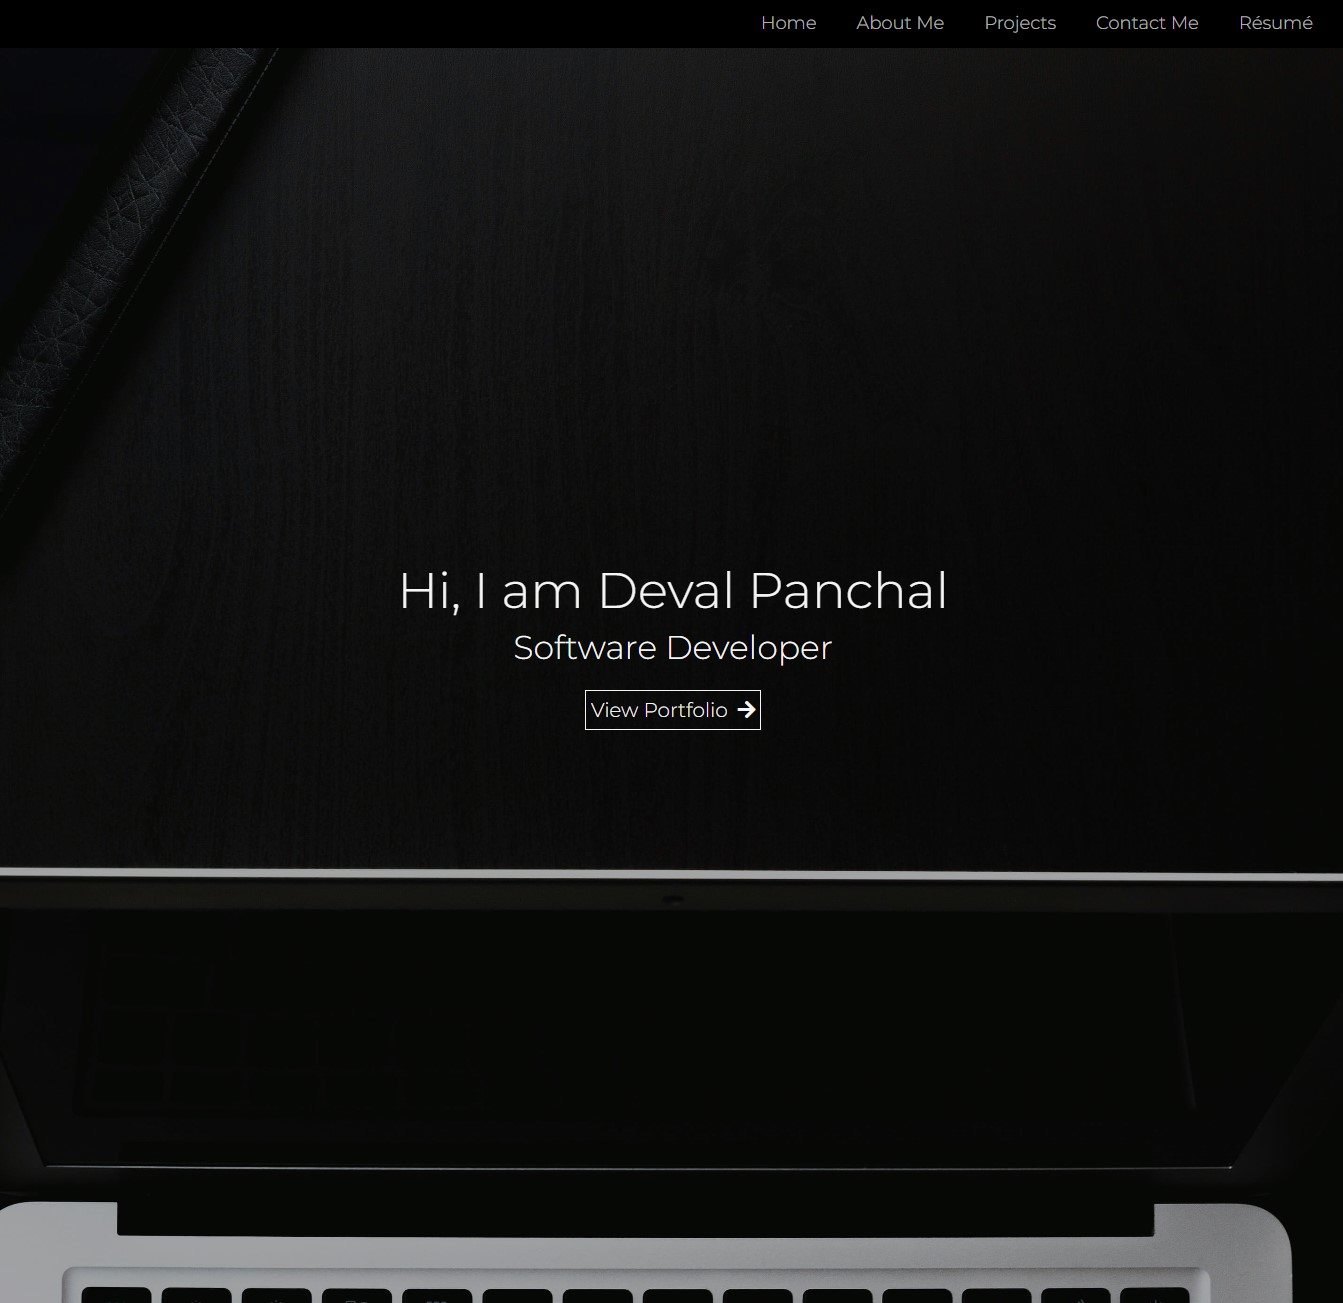 Home About Me Projects Contact Me Résumé
Hi, I am Deval Panchal
Software Developer
View Portfolio